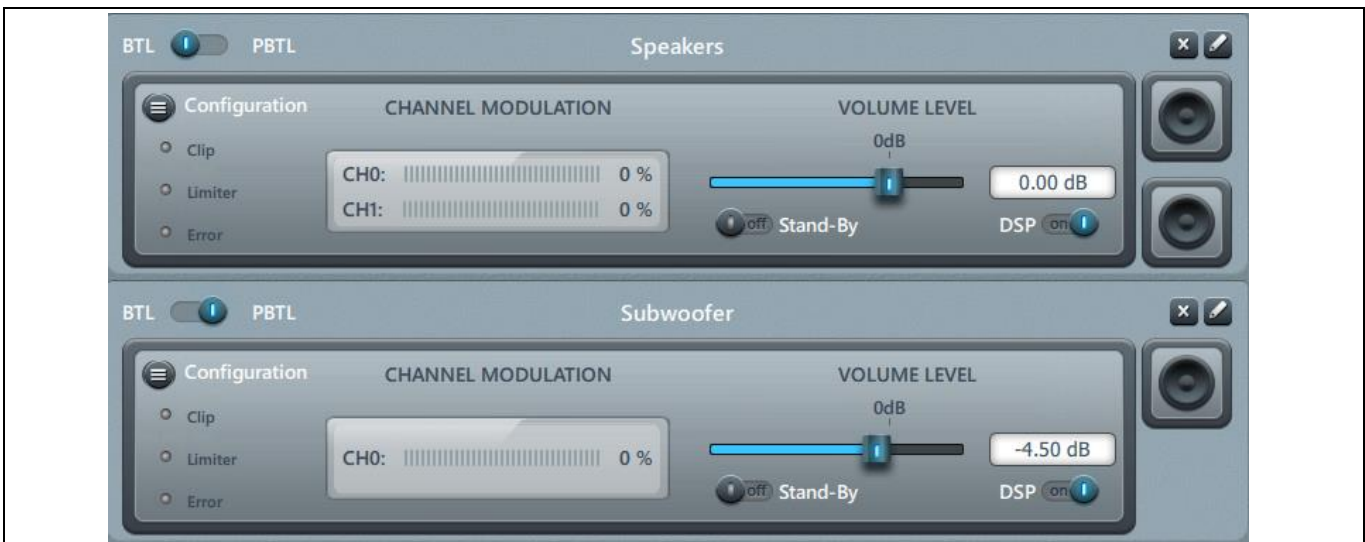 BTL PBTL Speakers
Configuration CHANNEL MODULATION VOLUME LEVEL
0dB
Clip
CH0: 0 % 0.00 dB
Limiter
CH1: 0 %
off Stand-By DSP on
Error
BTL PBTL Subwoofer
Configuration CHANNEL MODULATION VOLUME LEVEL
0dB
Clip
CH0: 0 % -4.50 dB
Limiter
off Stand-By DSP on
Error